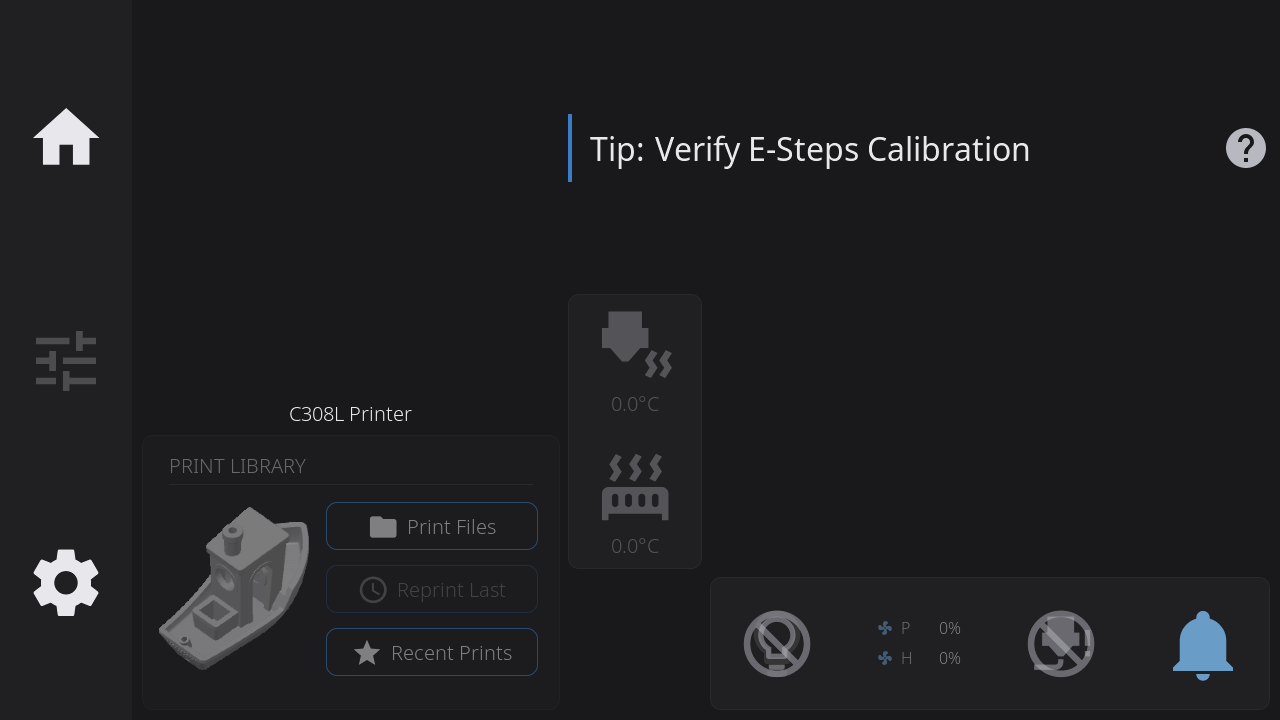 Tip: Verify E-Steps Calibration
C308L Printer
PRINT LIBRARY
Print Files
Reprint Last
Recent Prints
0.0°C
0.0°C
P 0%
H 0%